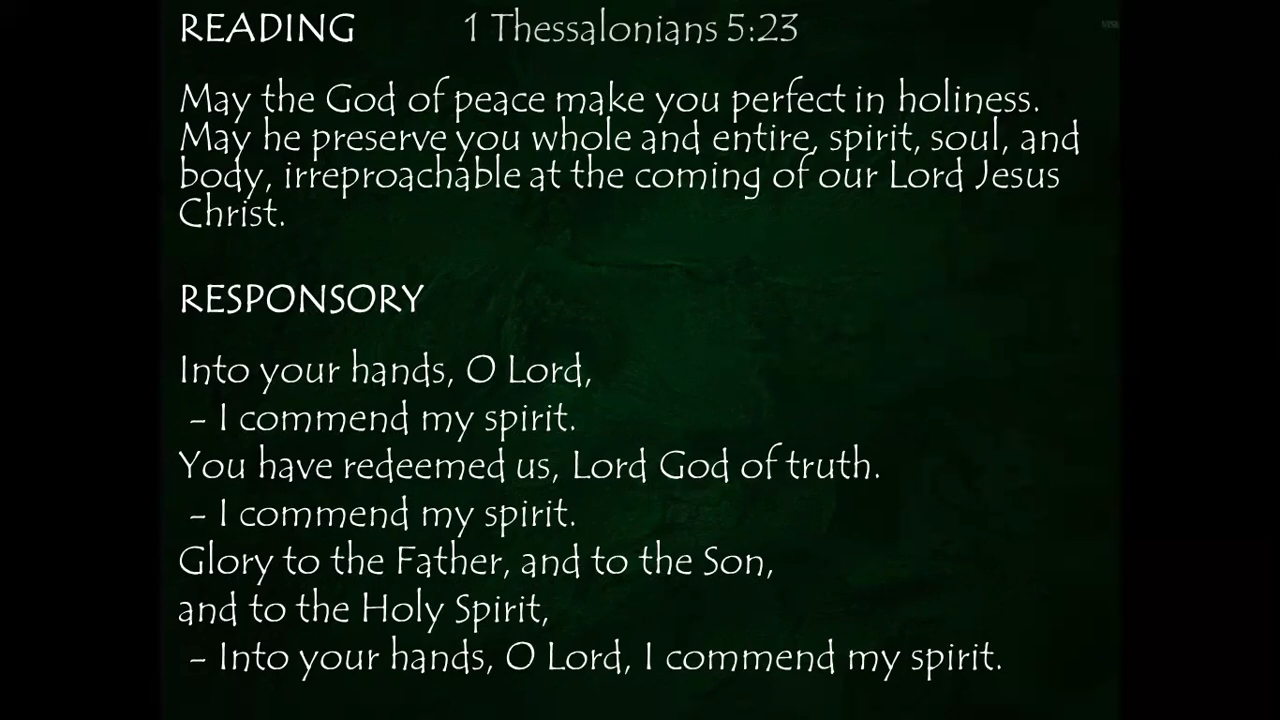 READING 1 Thessalonians 5:23
May the God of peace make you perfect in holiness.
May he preserve you whole and entire, spirit, soul, and
body, irreproachable at the coming of our Lord Jesus
Christ.
RESPONSORY
Into your hands, O Lord,
– I commend my spirit.
You have redeemed us, Lord God of truth.
– I commend my spirit.
Glory to the Father, and to the Son,
and to the Holy Spirit,
– Into your hands, O Lord, I commend my spirit.